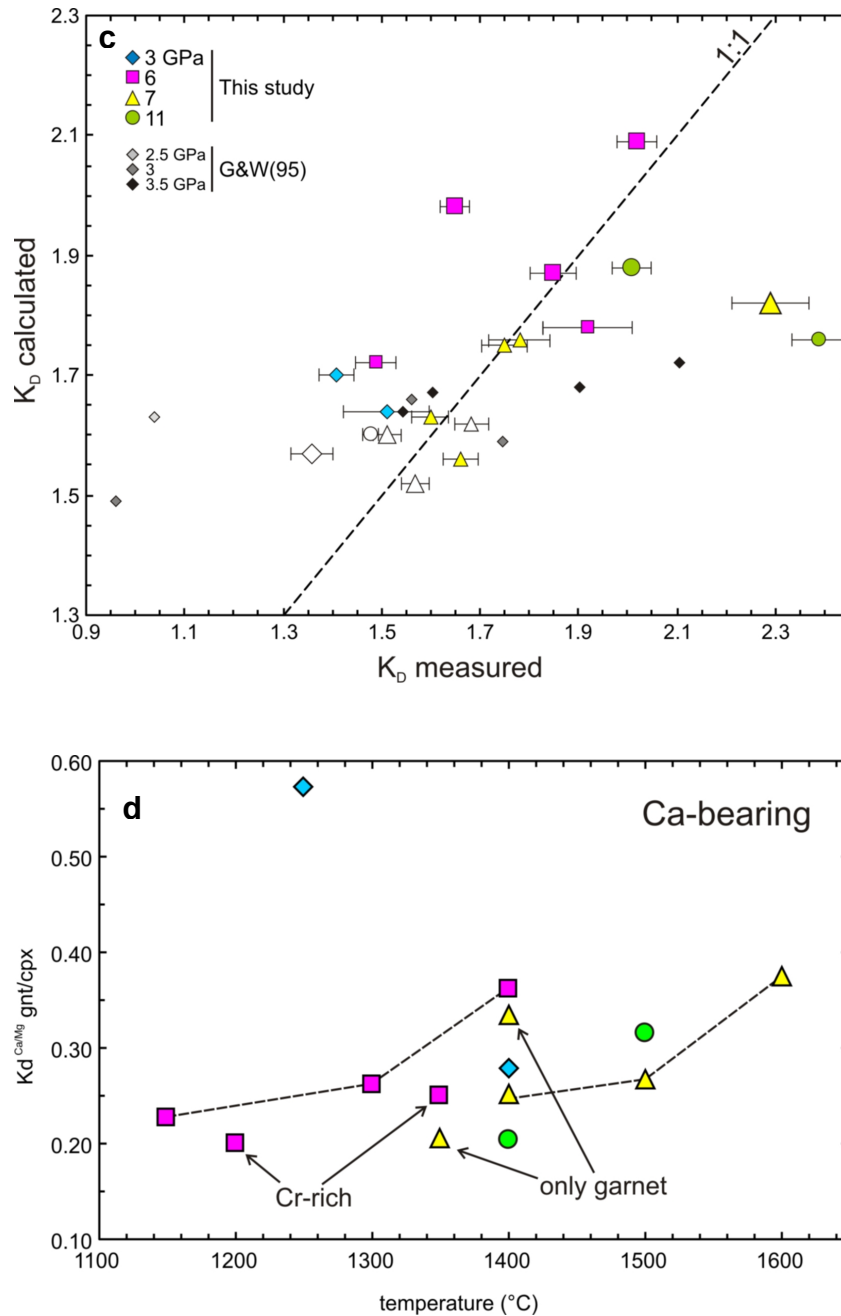 c
2.3
2.1
1.9
1.7
1.5
1.3
K_D calculated
3 GPa
6
7
11
This study
2.5 GPa
3
3.5 GPa
G&W(95)
1:1
0.9 1.1 1.3 1.5 1.7 1.9 2.1 2.3
K_D measured
d
Ca-bearing
0.60
0.50
0.40
0.30
0.20
0.10
Kd Ca/Mg gnt/cpx
Cr-rich
only garnet
1100 1200 1300 1400 1500 1600
temperature (°C)